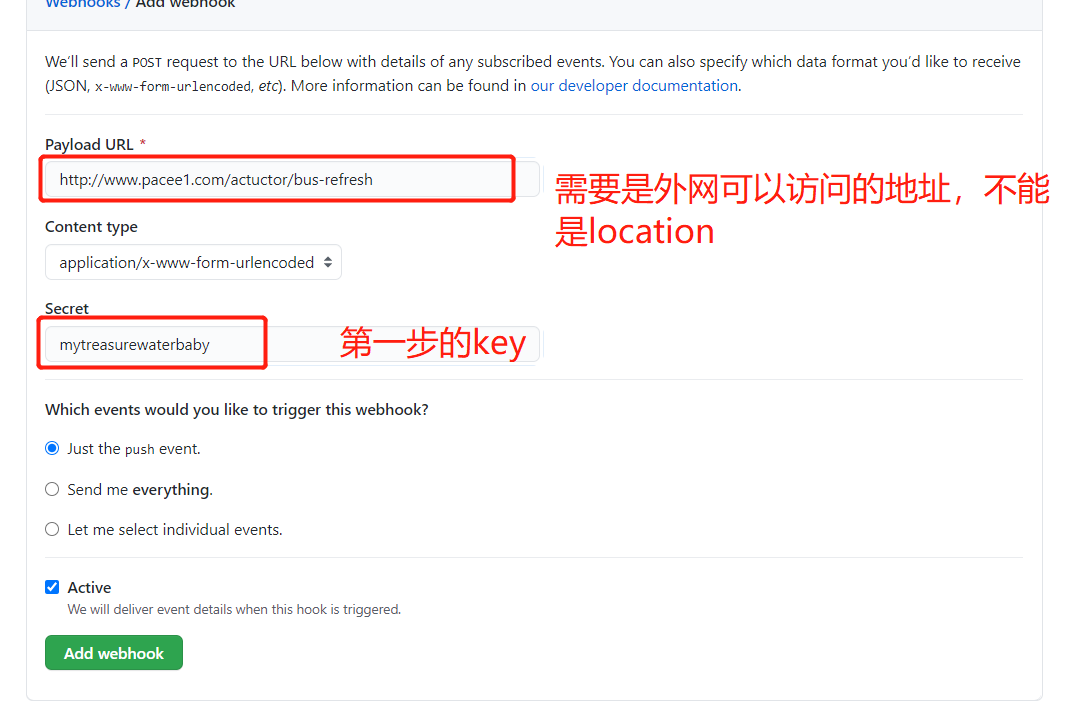 Webhooks / Add webhook
We'll send a POST request to the URL below with details of any subscribed events. You can also specify which data format you'd like to receive
(JSON, x-www-form-urlencoded, etc). More information can be found in our developer documentation.
Payload URL *
http://www.pacee1.com/actuctor/bus-refresh
需要是外网可以访问的地址，不能
是location
Content type
application/x-www-form-urlencoded
Secret
mytreasurewaterbaby
第一步的key
Which events would you like to trigger this webhook?
Just the push event.
Send me everything.
Let me select individual events.
Active
We will deliver event details when this hook is triggered.
Add webhook